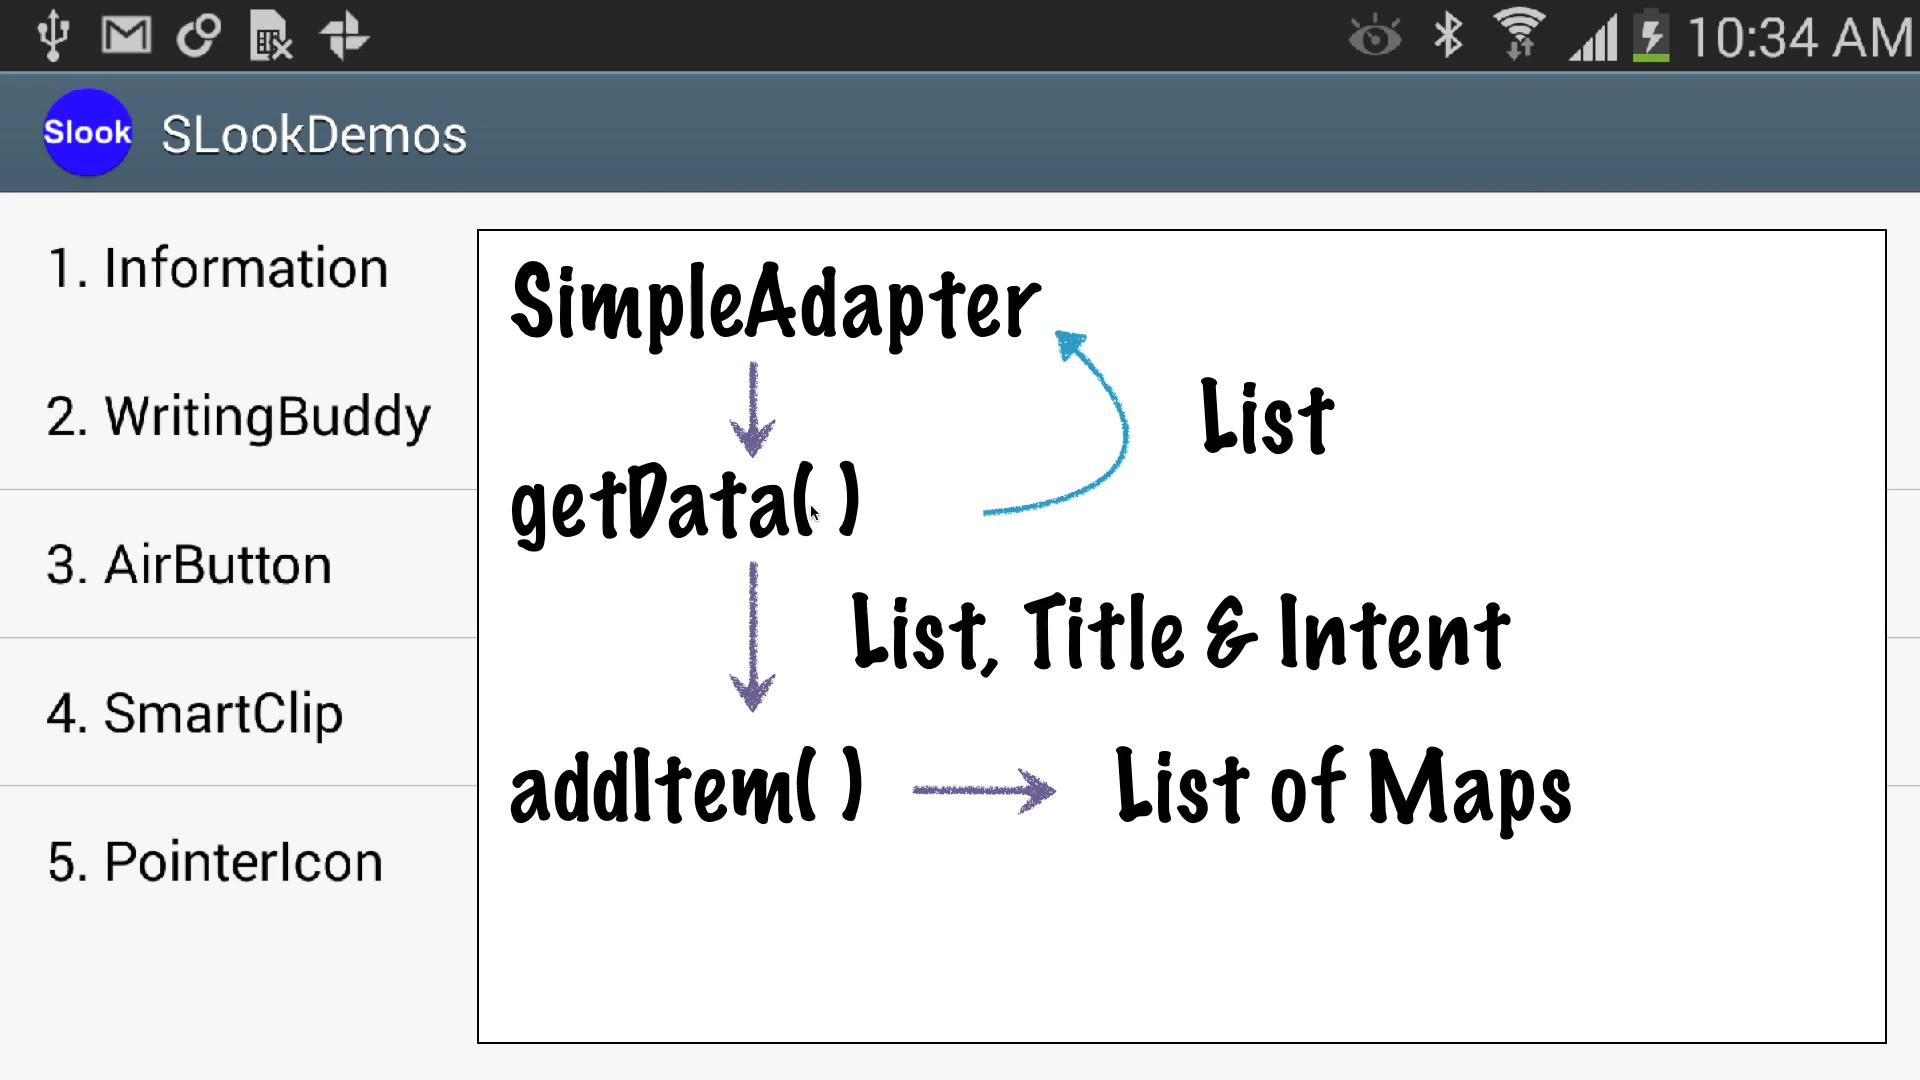 10:34 AM
Slook SLookDemos
1. Information
2. WritingBuddy
3. AirButton
4. SmartClip
5. PointerIcon
SimpleAdapter
List
getData( )
List, Title & Intent
addItem( )
List of Maps